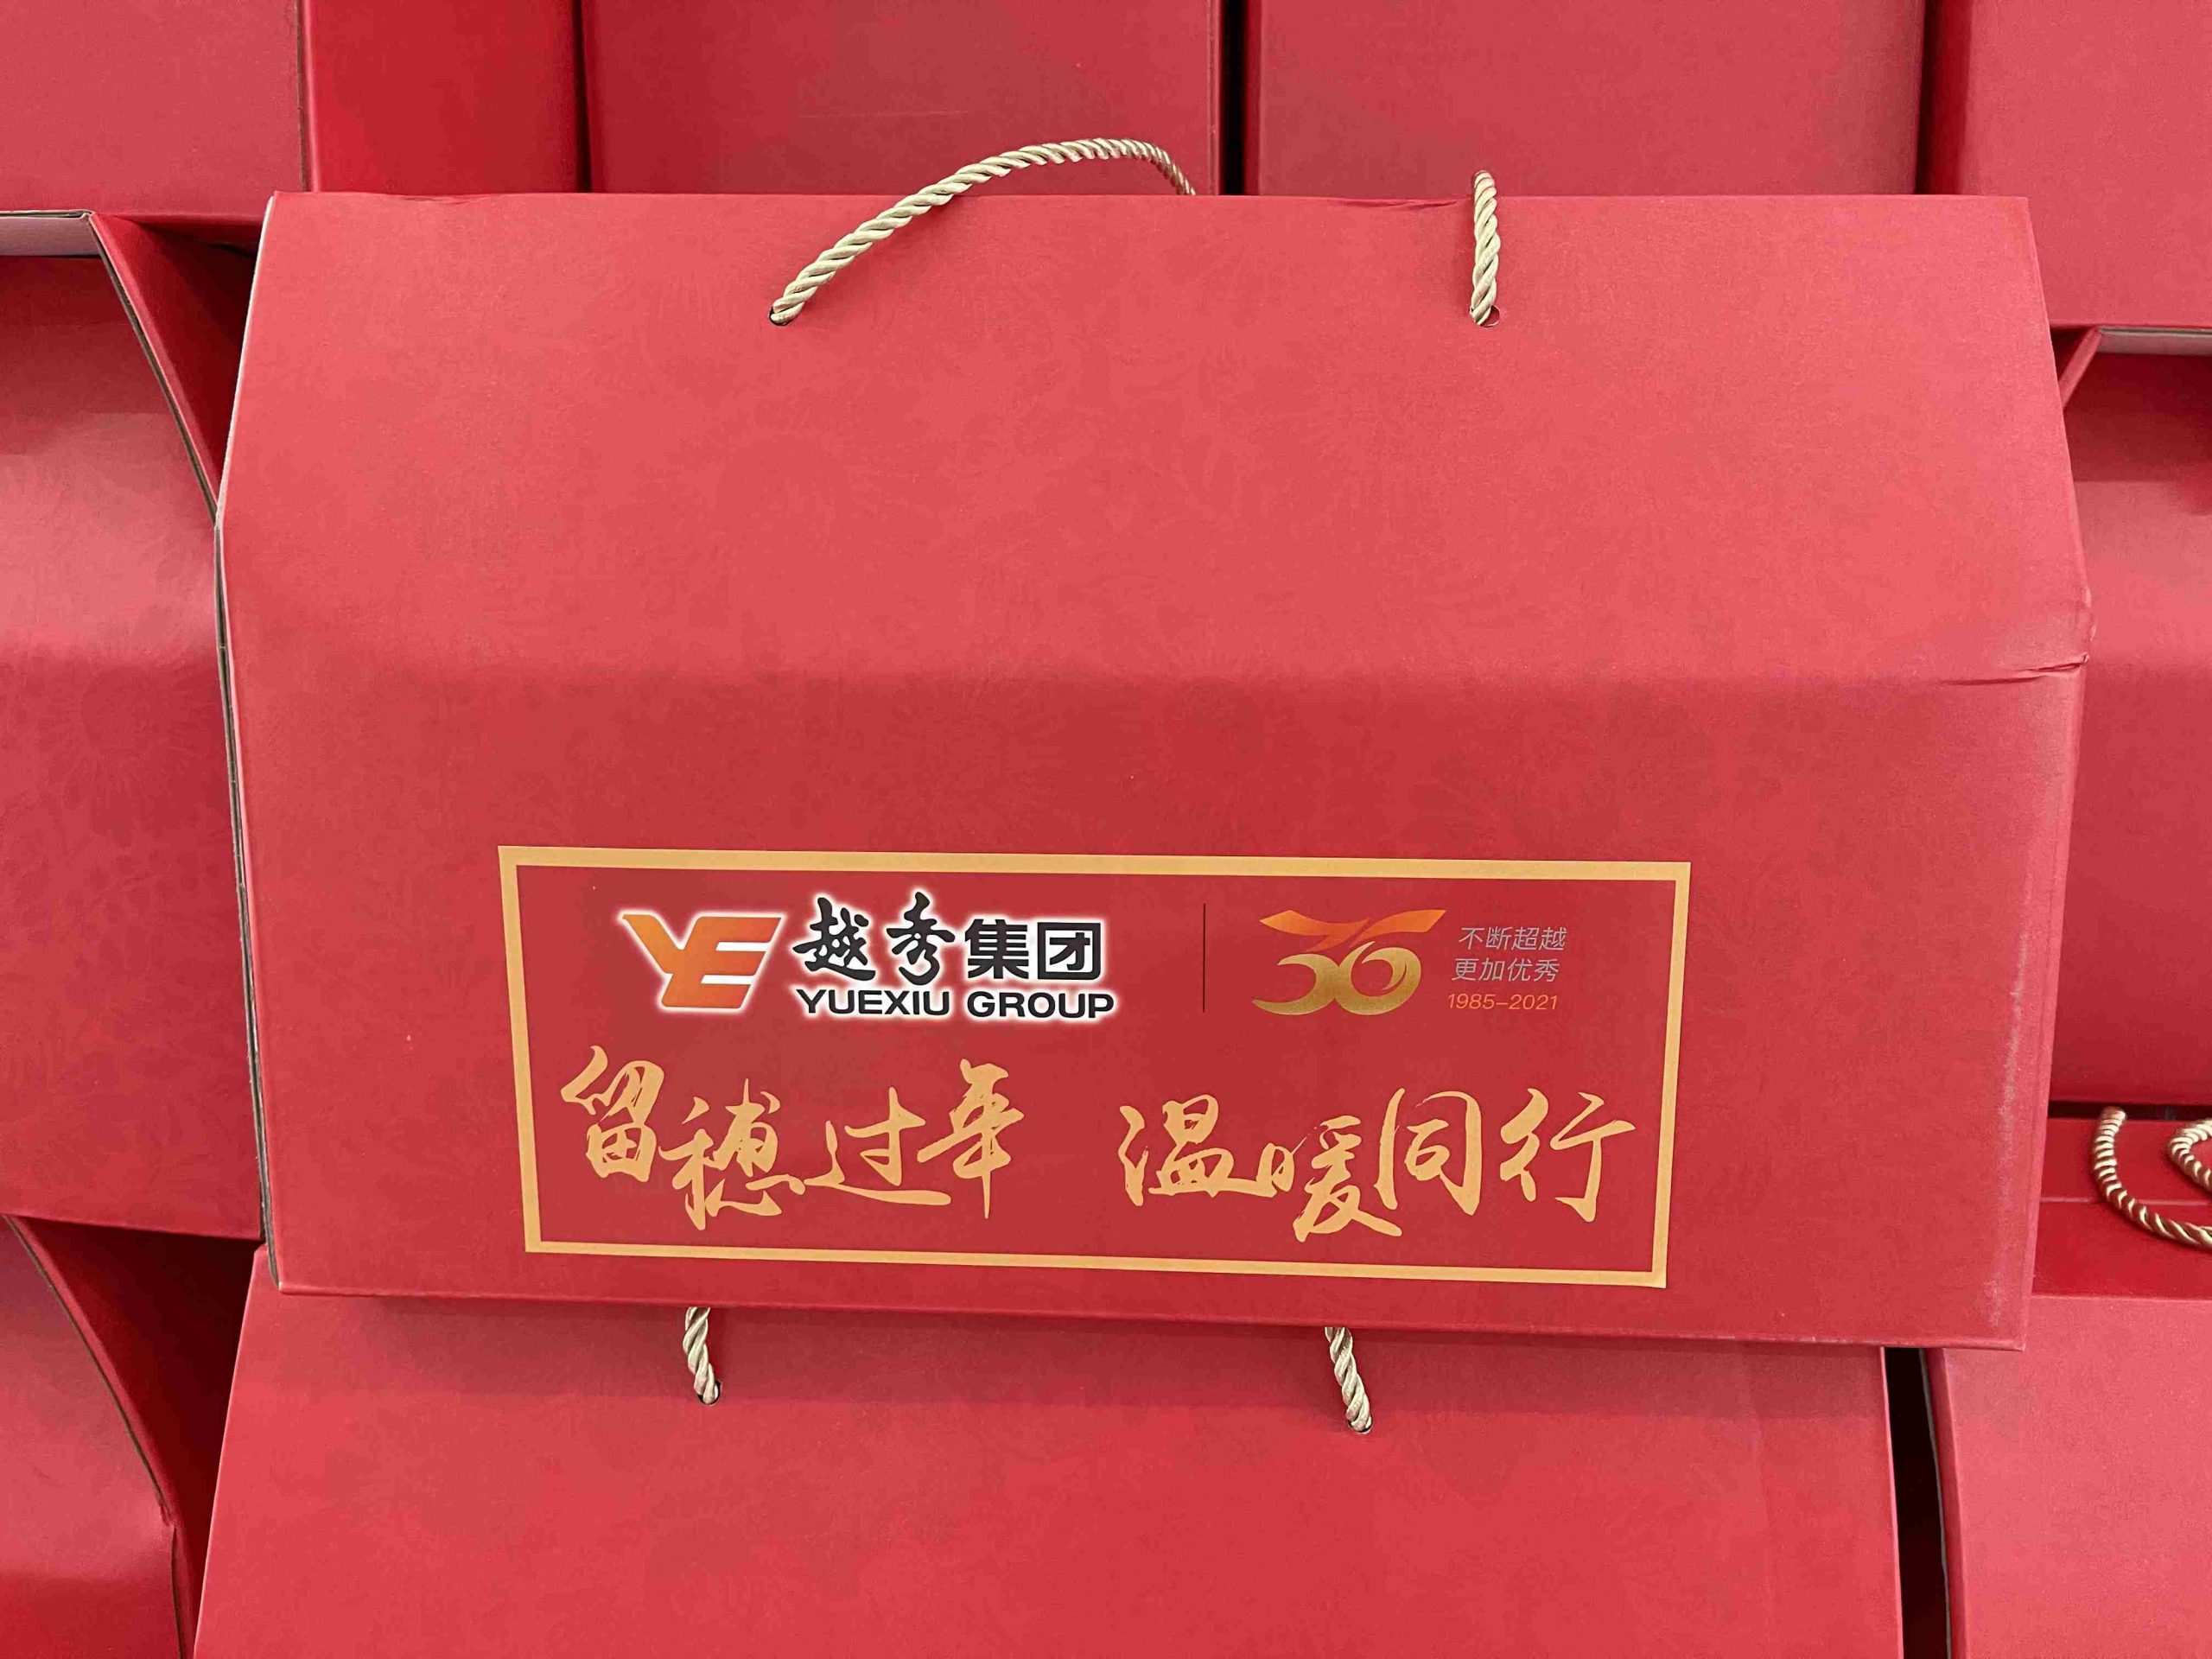 YE 越秀集团
YUEXIU GROUP
36
不断超越
更加优秀
1985-2021
留穗过年 温暖同行